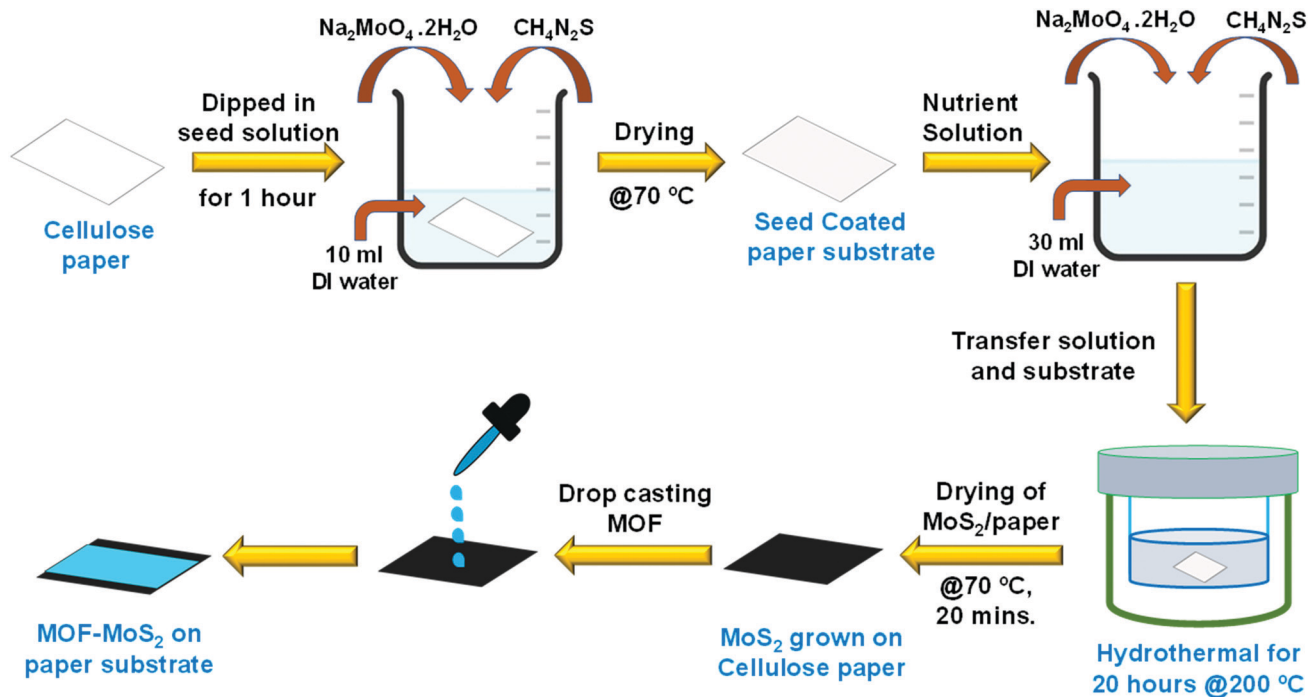 Na₂MoO₄.2H₂O
CH₄N₂S
Dipped in
seed solution
for 1 hour
Cellulose
paper
10 ml
DI water
Drying
@70 ºC
Seed Coated
paper substrate
Nutrient
Solution
Na₂MoO₄.2H₂O
CH₄N₂S
30 ml
DI water
Transfer solution
and substrate
Hydrothermal for
20 hours @200 ºC
Drying of
MoS₂/paper
@70 ºC,
20 mins.
MoS₂ grown on
Cellulose paper
Drop casting
MOF
MOF-MoS₂ on
paper substrate